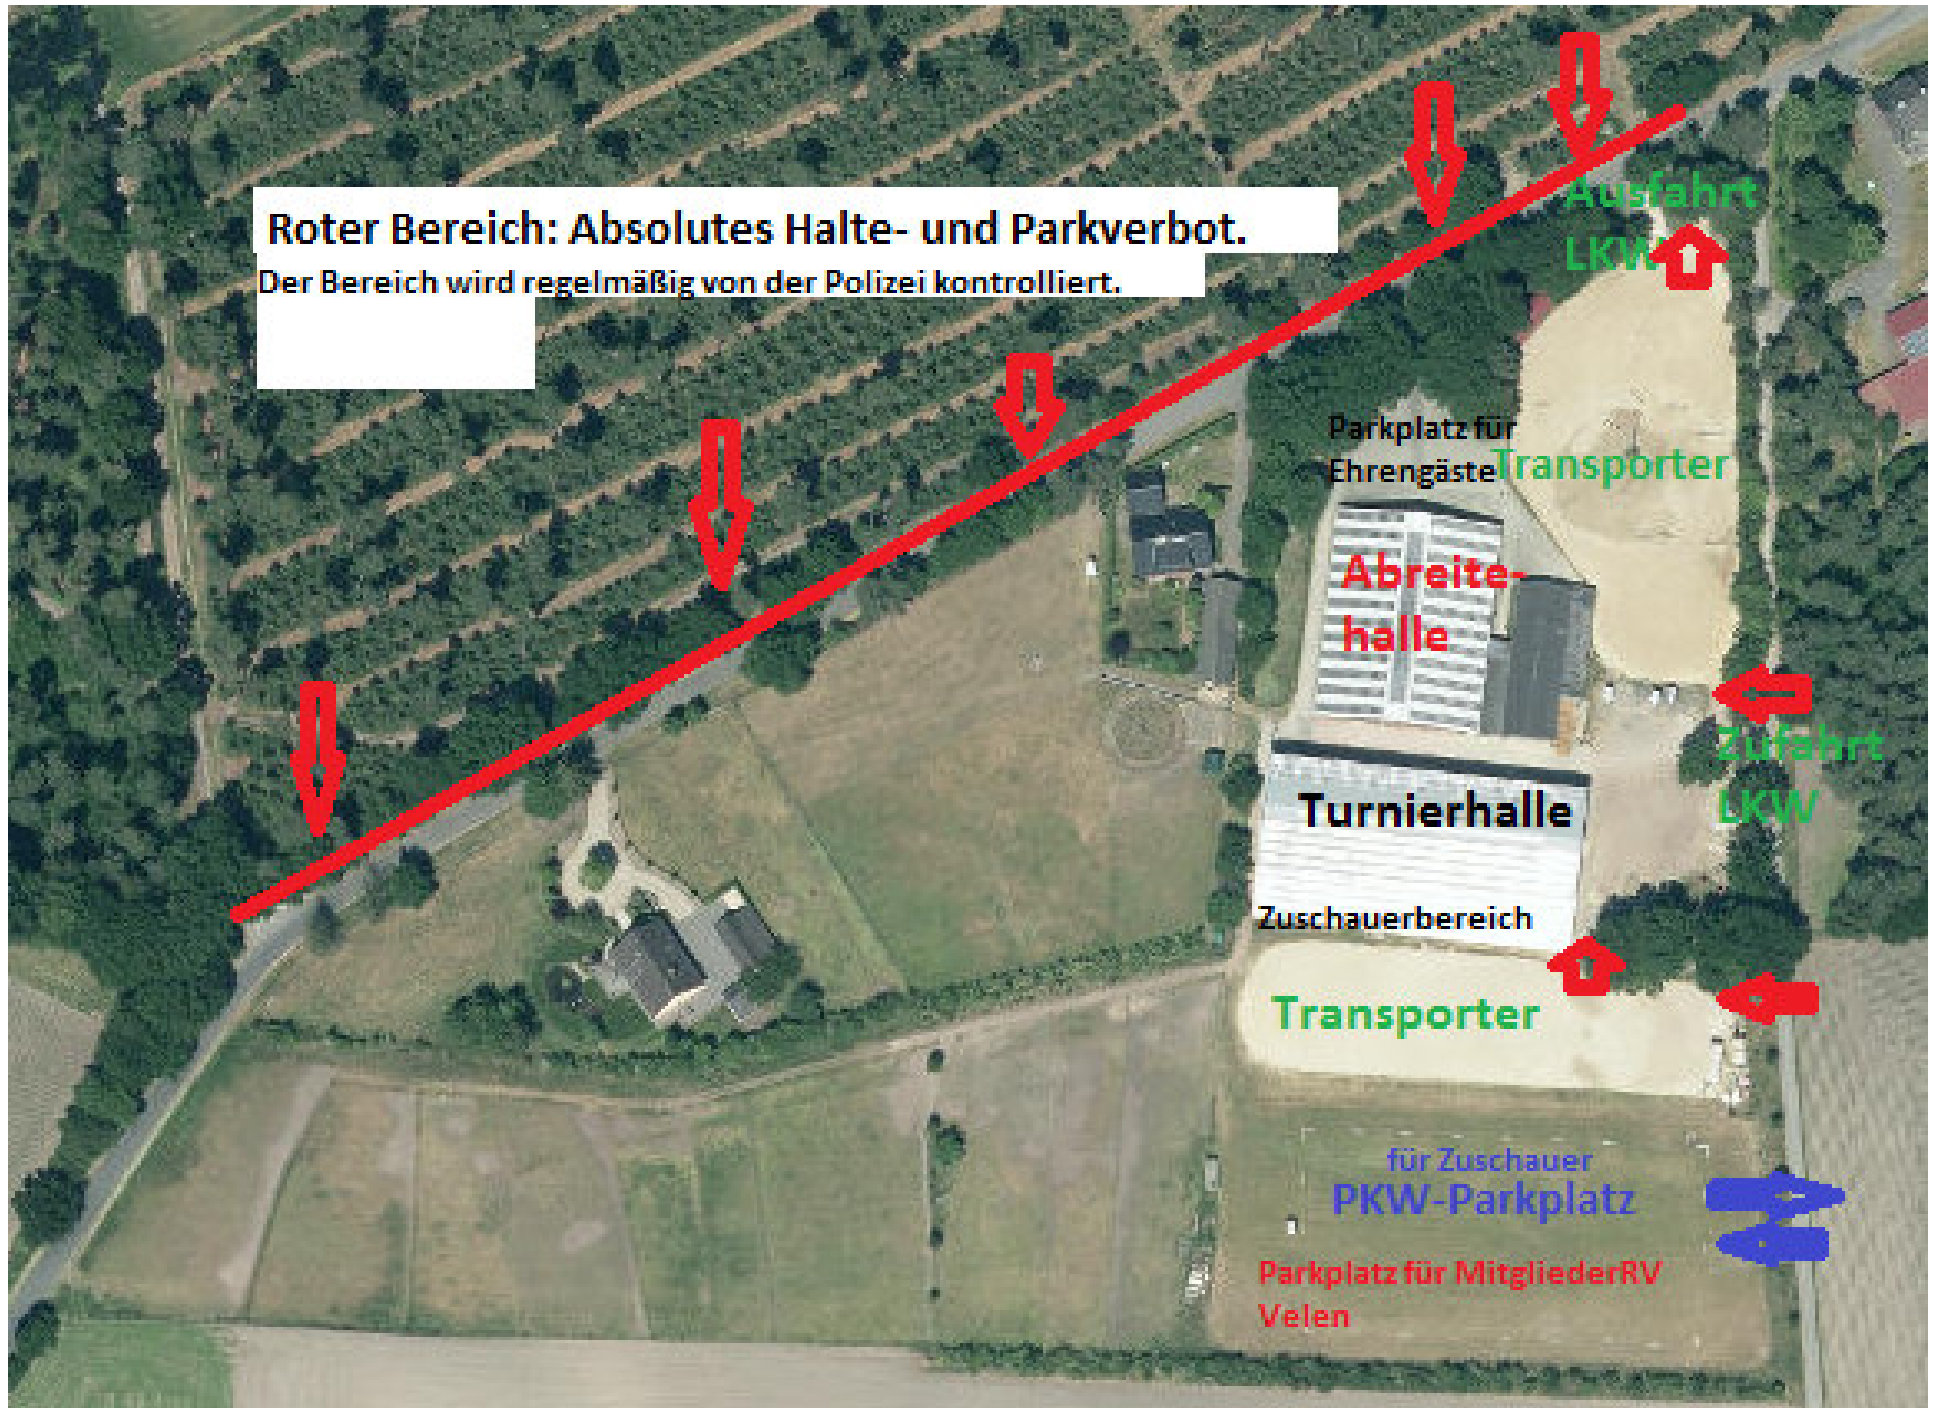 Ausfahrt
LKW
Roter Bereich: Absolutes Halte- und Parkverbot.
Der Bereich wird regelmäßig von der Polizei kontrolliert.
Parkplatz für
Ehrengäste
Transporter
Abreite-
halle
Zufahrt
LKW
Turnierhalle
Zuschauerbereich
Transporter
für Zuschauer
PKW-Parkplatz
Parkplatz für MitgliederRV
Velen